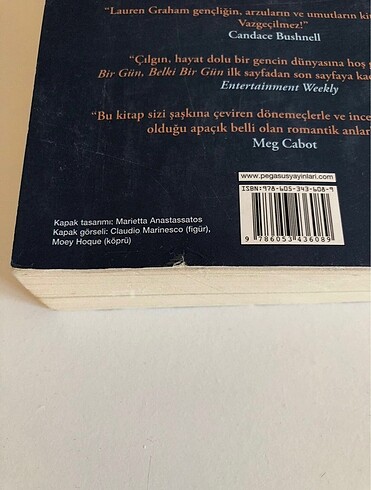 “Lauren Graham gençliğin, arzuların ve umutların
Vazgeçilmez!”
Candace Bushnell
“Çılgın, hayat dolu bir gencin dünyasına hoş
Bir Gün, Belki Bir Gün ilk sayfadan son sayfaya
Entertainment Weekly
“Bu kitap sizi şaşkına çeviren dönemeçlerle ve
olduğu apaçık belli olan romantik
Meg Cabot
www.pegasusyayinlari.com
ISBN:978-605-343-608-9
9 786053 436089
Kapak tasarımı: Marietta Anastassatos
Kapak görseli: Claudio Marinesco (figür),
Moey Hoque (köprü)